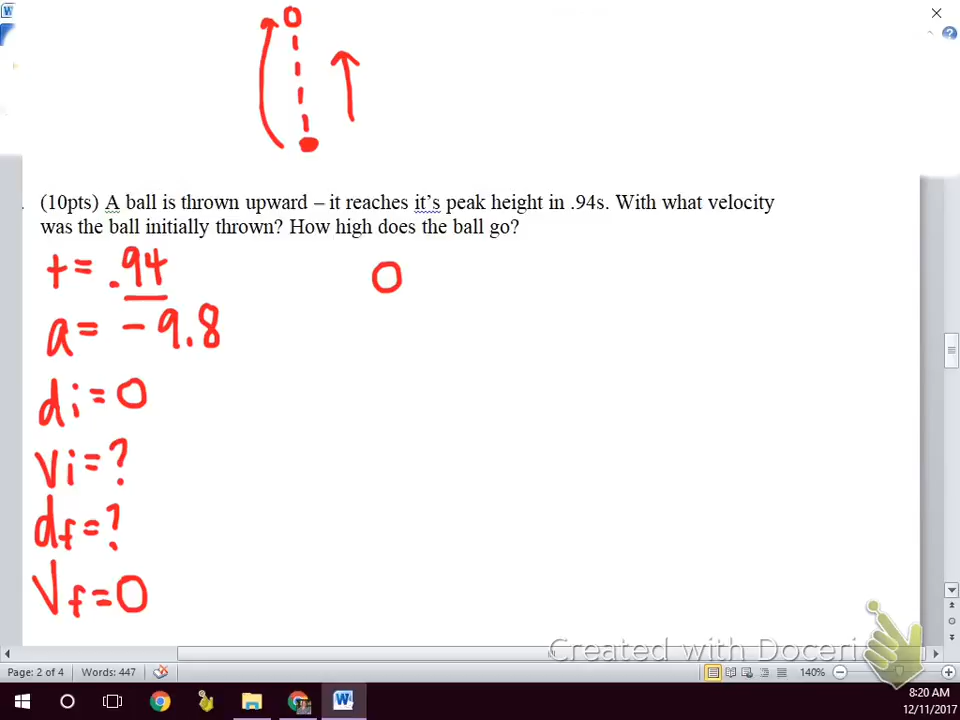 (10pts) A ball is thrown upward – it reaches it's peak height in .94s. With what velocity
was the ball initially thrown? How high does the ball go?
t = .94
0
a = -9.8
di = 0
vi = ?
df = ?
Vf = 0
Created with Doceri
Page: 2 of 4 Words: 447 140%
8:20 AM
12/11/2017